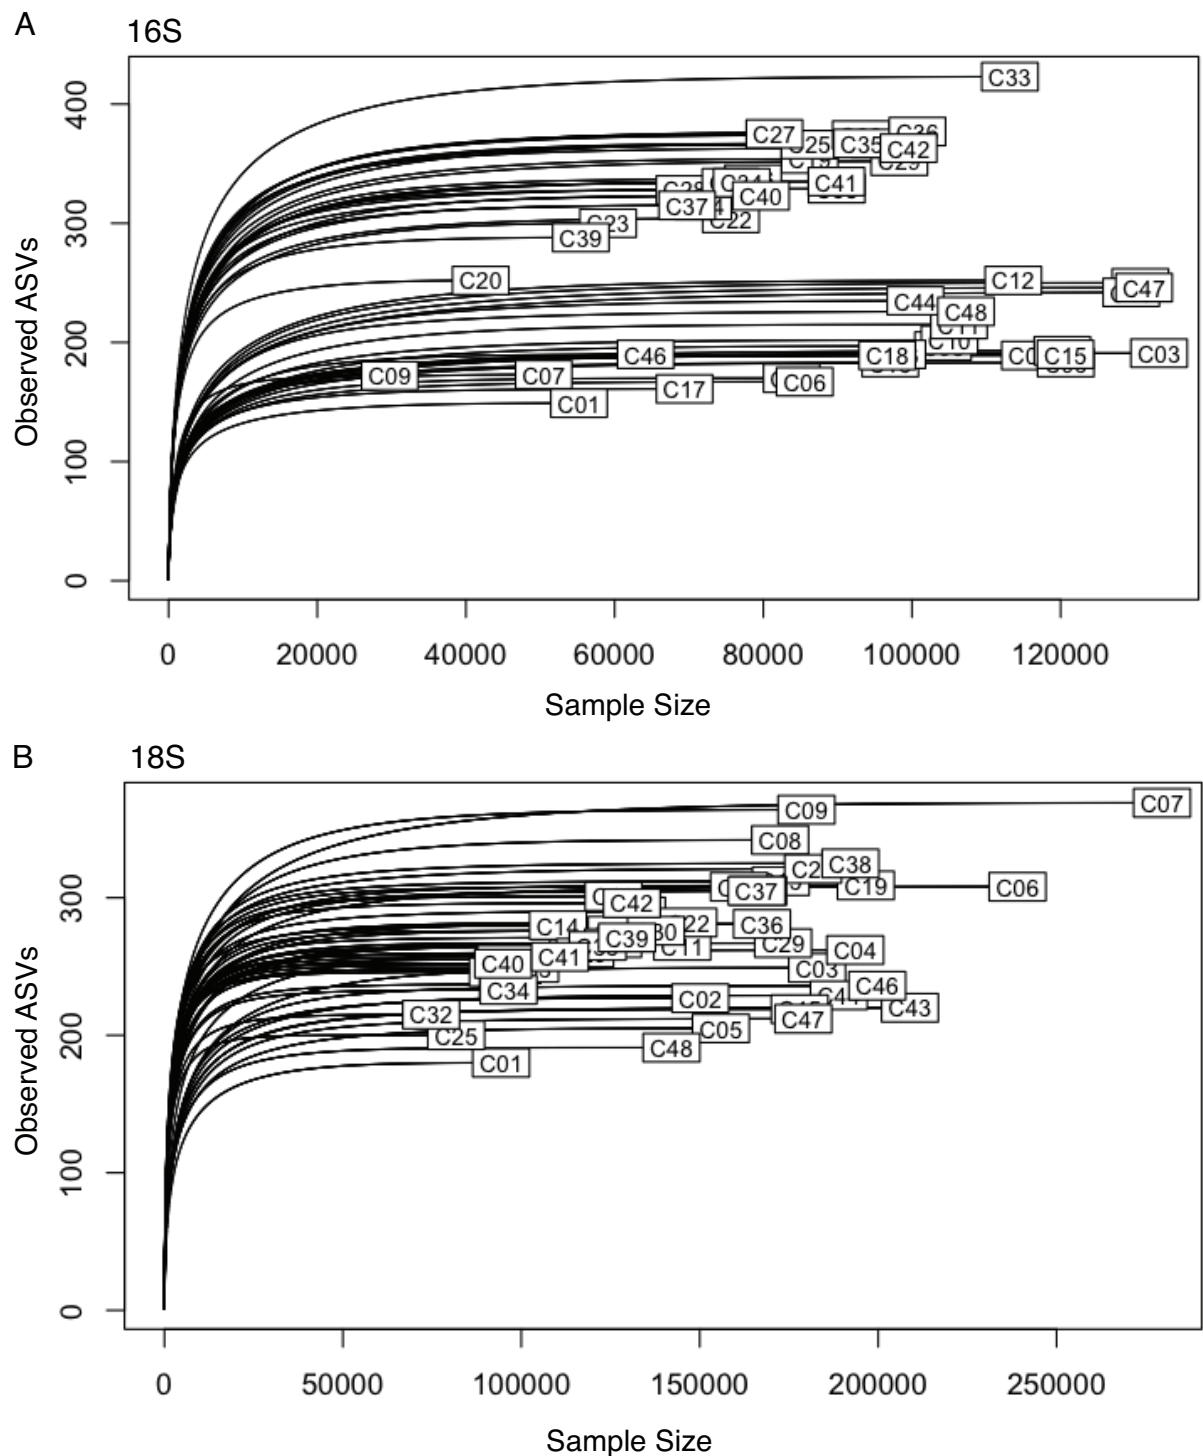 A
16S
C33
C27
C36
C35
C25
C42
C19
C29
C41
C40
C37
C22
C23
C39
C20
C12
C47
C44
C48
C11
C10
C46
C18
C15
C03
C09
C07
C17
C06
C01
400
300
200
100
0
Observed ASVs
0 20000 40000 60000 80000 100000 120000
Sample Size
B
18S
C07
C09
C08
C38
C19
C06
C37
C42
C14
C22
C36
C39
C11
C29
C04
C41
C40
C03
C34
C46
C02
C43
C32
C47
C25
C05
C48
C01
300
200
100
0
Observed ASVs
0 50000 100000 150000 200000 250000
Sample Size